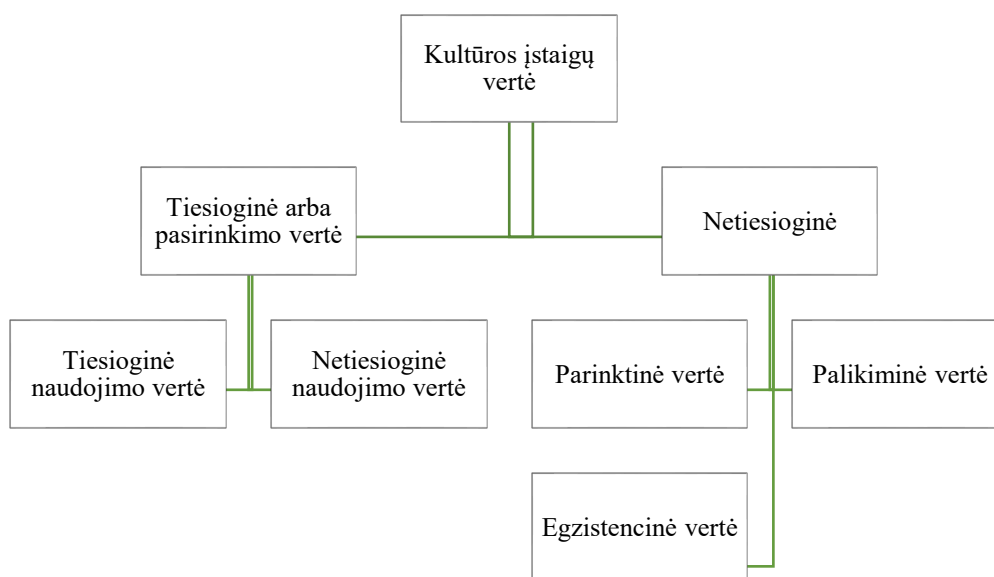 Kultūros įstaigų
vertė
Tiesioginė arba
pasirinkimo vertė
Netiesioginė
Tiesioginė
naudojimo vertė
Netiesioginė
naudojimo vertė
Parinktinė vertė
Palikiminė vertė
Egzistencinė vertė